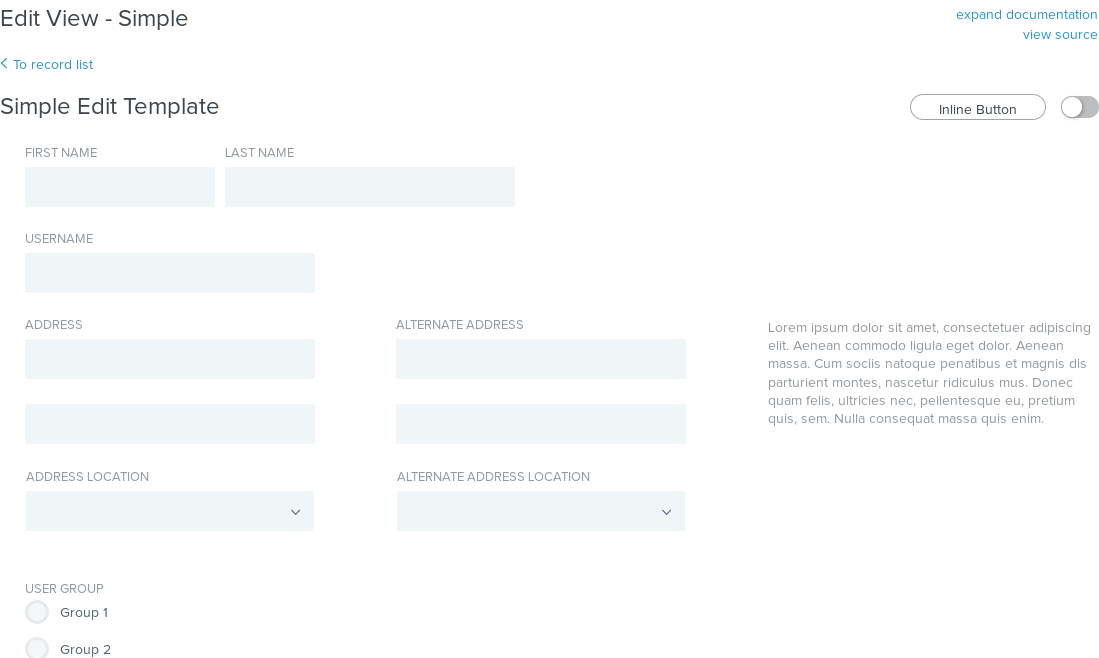 Edit View - Simple
expand documentation
view source
To record list
Simple Edit Template
Inline Button
FIRST NAME
LAST NAME
USERNAME
ADDRESS
ALTERNATE ADDRESS
Lorem ipsum dolor sit amet, consectetuer adipiscing
elit. Aenean commodo ligula eget dolor. Aenean
massa. Cum sociis natoque penatibus et magnis dis
parturient montes, nascetur ridiculus mus. Donec
quam felis, ultricies nec, pellentesque eu, pretium
quis, sem. Nulla consequat massa quis enim.
ADDRESS LOCATION
ALTERNATE ADDRESS LOCATION
USER GROUP
Group 1
Group 2